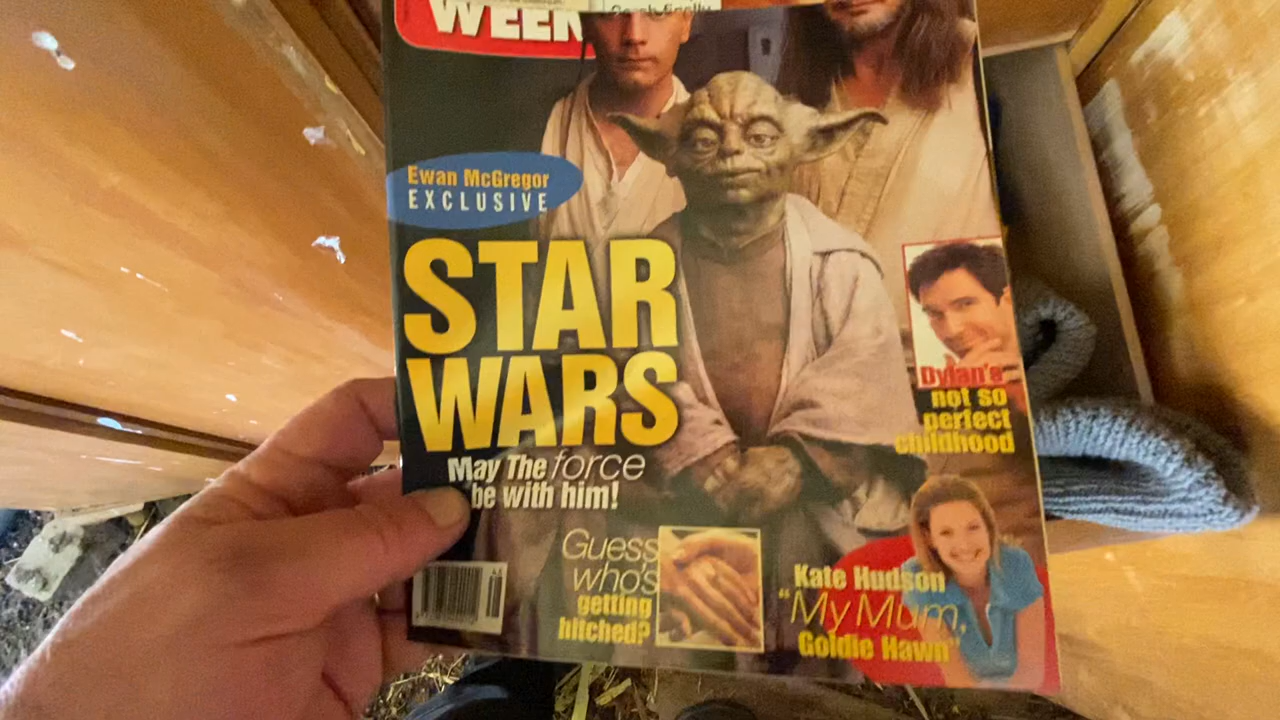 WEEK
Ewan McGregor
EXCLUSIVE
STAR
WARS
May The force
be with him!
Dylan's
not so
perfect
childhood
Guess
who's
getting
hitched?
Kate Hudson
"My Mum,
Goldie Hawn"